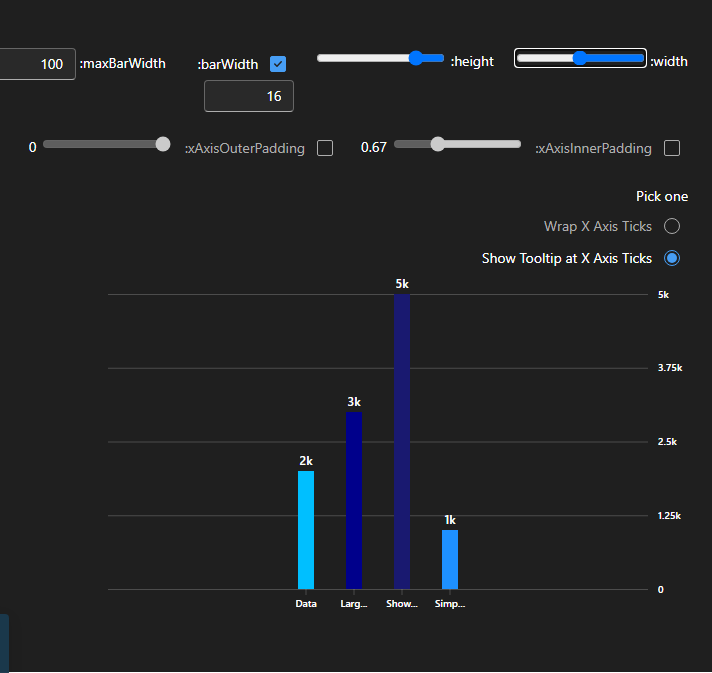 100 :maxBarWidth :barWidth :height :width
16
0 :xAxisOuterPadding 0.67 :xAxisInnerPadding
Pick one
Wrap X Axis Ticks
Show Tooltip at X Axis Ticks
5k
5k
3.75k
3k
2.5k
2k
1.25k
1k
0
Data Larg... Show... Simp...